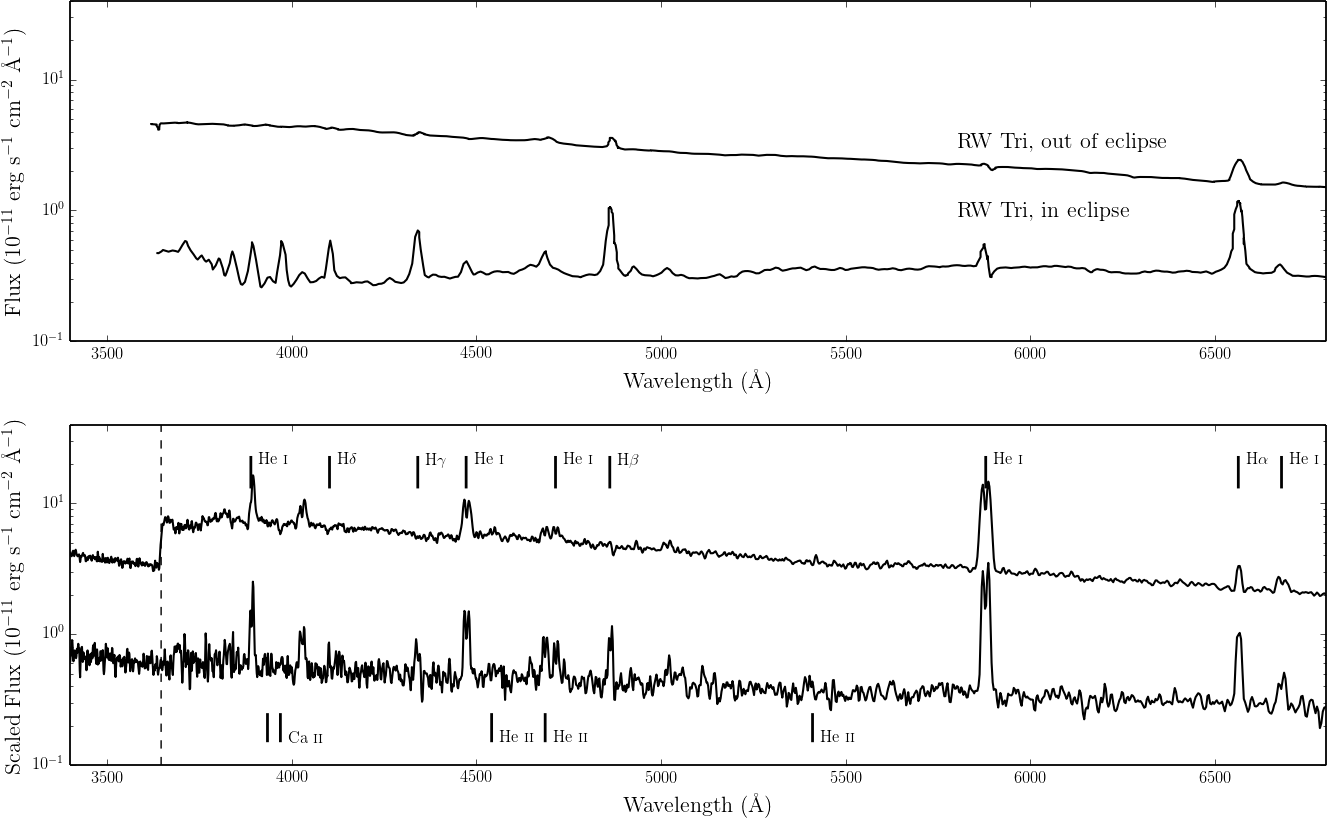 Flux (10⁻¹¹ erg s⁻¹ cm⁻² Å⁻¹)
10¹
10⁰
10⁻¹
RW Tri, out of eclipse
RW Tri, in eclipse
3500 4000 4500 5000 5500 6000 6500
Wavelength (Å)
Scaled Flux (10⁻¹¹ erg s⁻¹ cm⁻² Å⁻¹)
10¹
10⁰
10⁻¹
He I Hδ Hγ He I He I Hβ He I Hα He I
Ca II He II He II He II
3500 4000 4500 5000 5500 6000 6500
Wavelength (Å)